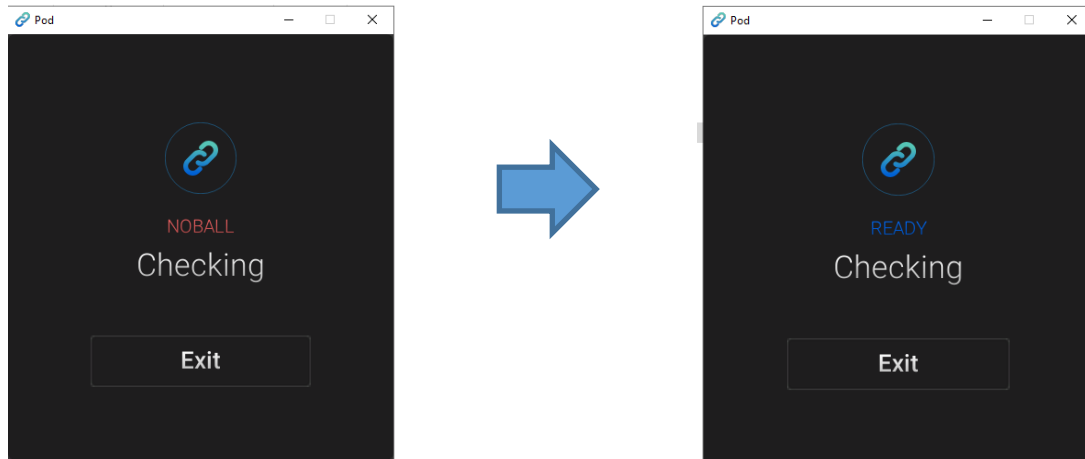 Pod
NOBALL
Checking
Exit
Pod
READY
Checking
Exit